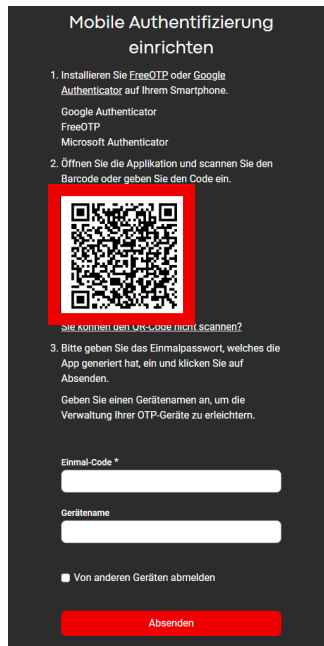 Mobile Authentifizierung
einrichten
1. Installieren Sie FreeOTP oder Google
Authenticator auf Ihrem Smartphone.
Google Authenticator
FreeOTP
Microsoft Authenticator
2. Öffnen Sie die Applikation und scannen Sie den
Barcode oder geben Sie den Code ein.
Sie können den QR-Code nicht scannen?
3. Bitte geben Sie das Einmalpasswort, welches die
App generiert hat, ein und klicken Sie auf
Absenden.
Geben Sie einen Gerätenamen an, um die
Verwaltung Ihrer OTP-Geräte zu erleichtern.
Einmal-Code *
Gerätename
Von anderen Geräten abmelden
Absenden